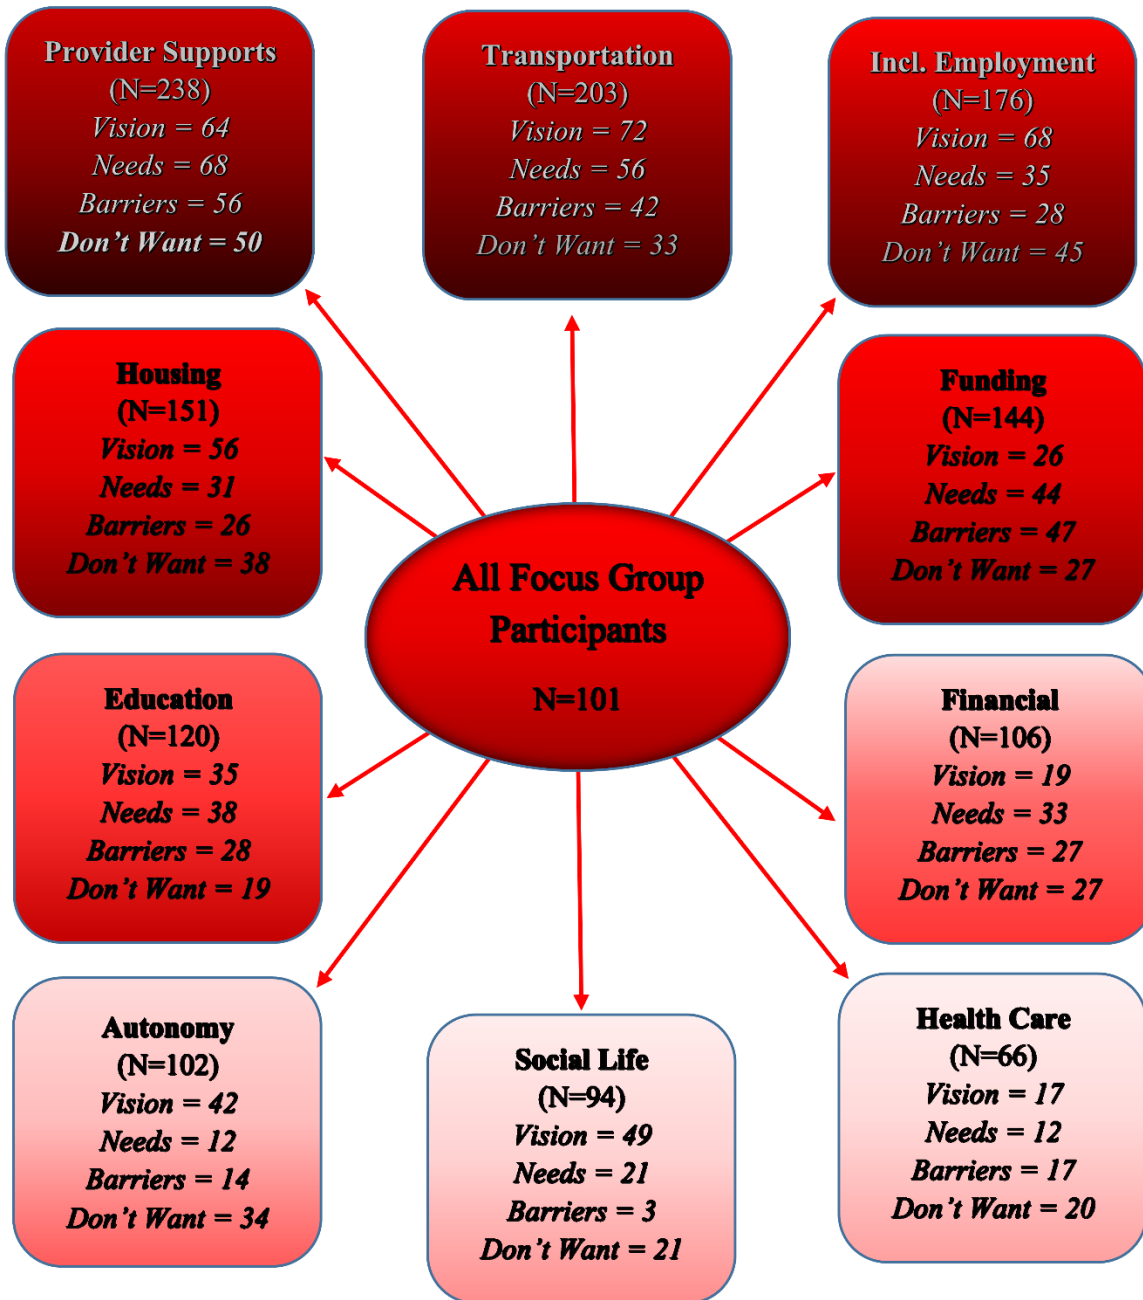 Provider Supports
(N=238)
Vision = 64
Needs = 68
Barriers = 56
Don’t Want = 50
Transportation
(N=203)
Vision = 72
Needs = 56
Barriers = 42
Don’t Want = 33
Incl. Employment
(N=176)
Vision = 68
Needs = 35
Barriers = 28
Don’t Want = 45
Housing
(N=151)
Vision = 56
Needs = 31
Barriers = 26
Don’t Want = 38
Funding
(N=144)
Vision = 26
Needs = 44
Barriers = 47
Don’t Want = 27
All Focus Group
Participants
N=101
Education
(N=120)
Vision = 35
Needs = 38
Barriers = 28
Don’t Want = 19
Financial
(N=106)
Vision = 19
Needs = 33
Barriers = 27
Don’t Want = 27
Autonomy
(N=102)
Vision = 42
Needs = 12
Barriers = 14
Don’t Want = 34
Social Life
(N=94)
Vision = 49
Needs = 21
Barriers = 3
Don’t Want = 21
Health Care
(N=66)
Vision = 17
Needs = 12
Barriers = 17
Don’t Want = 20